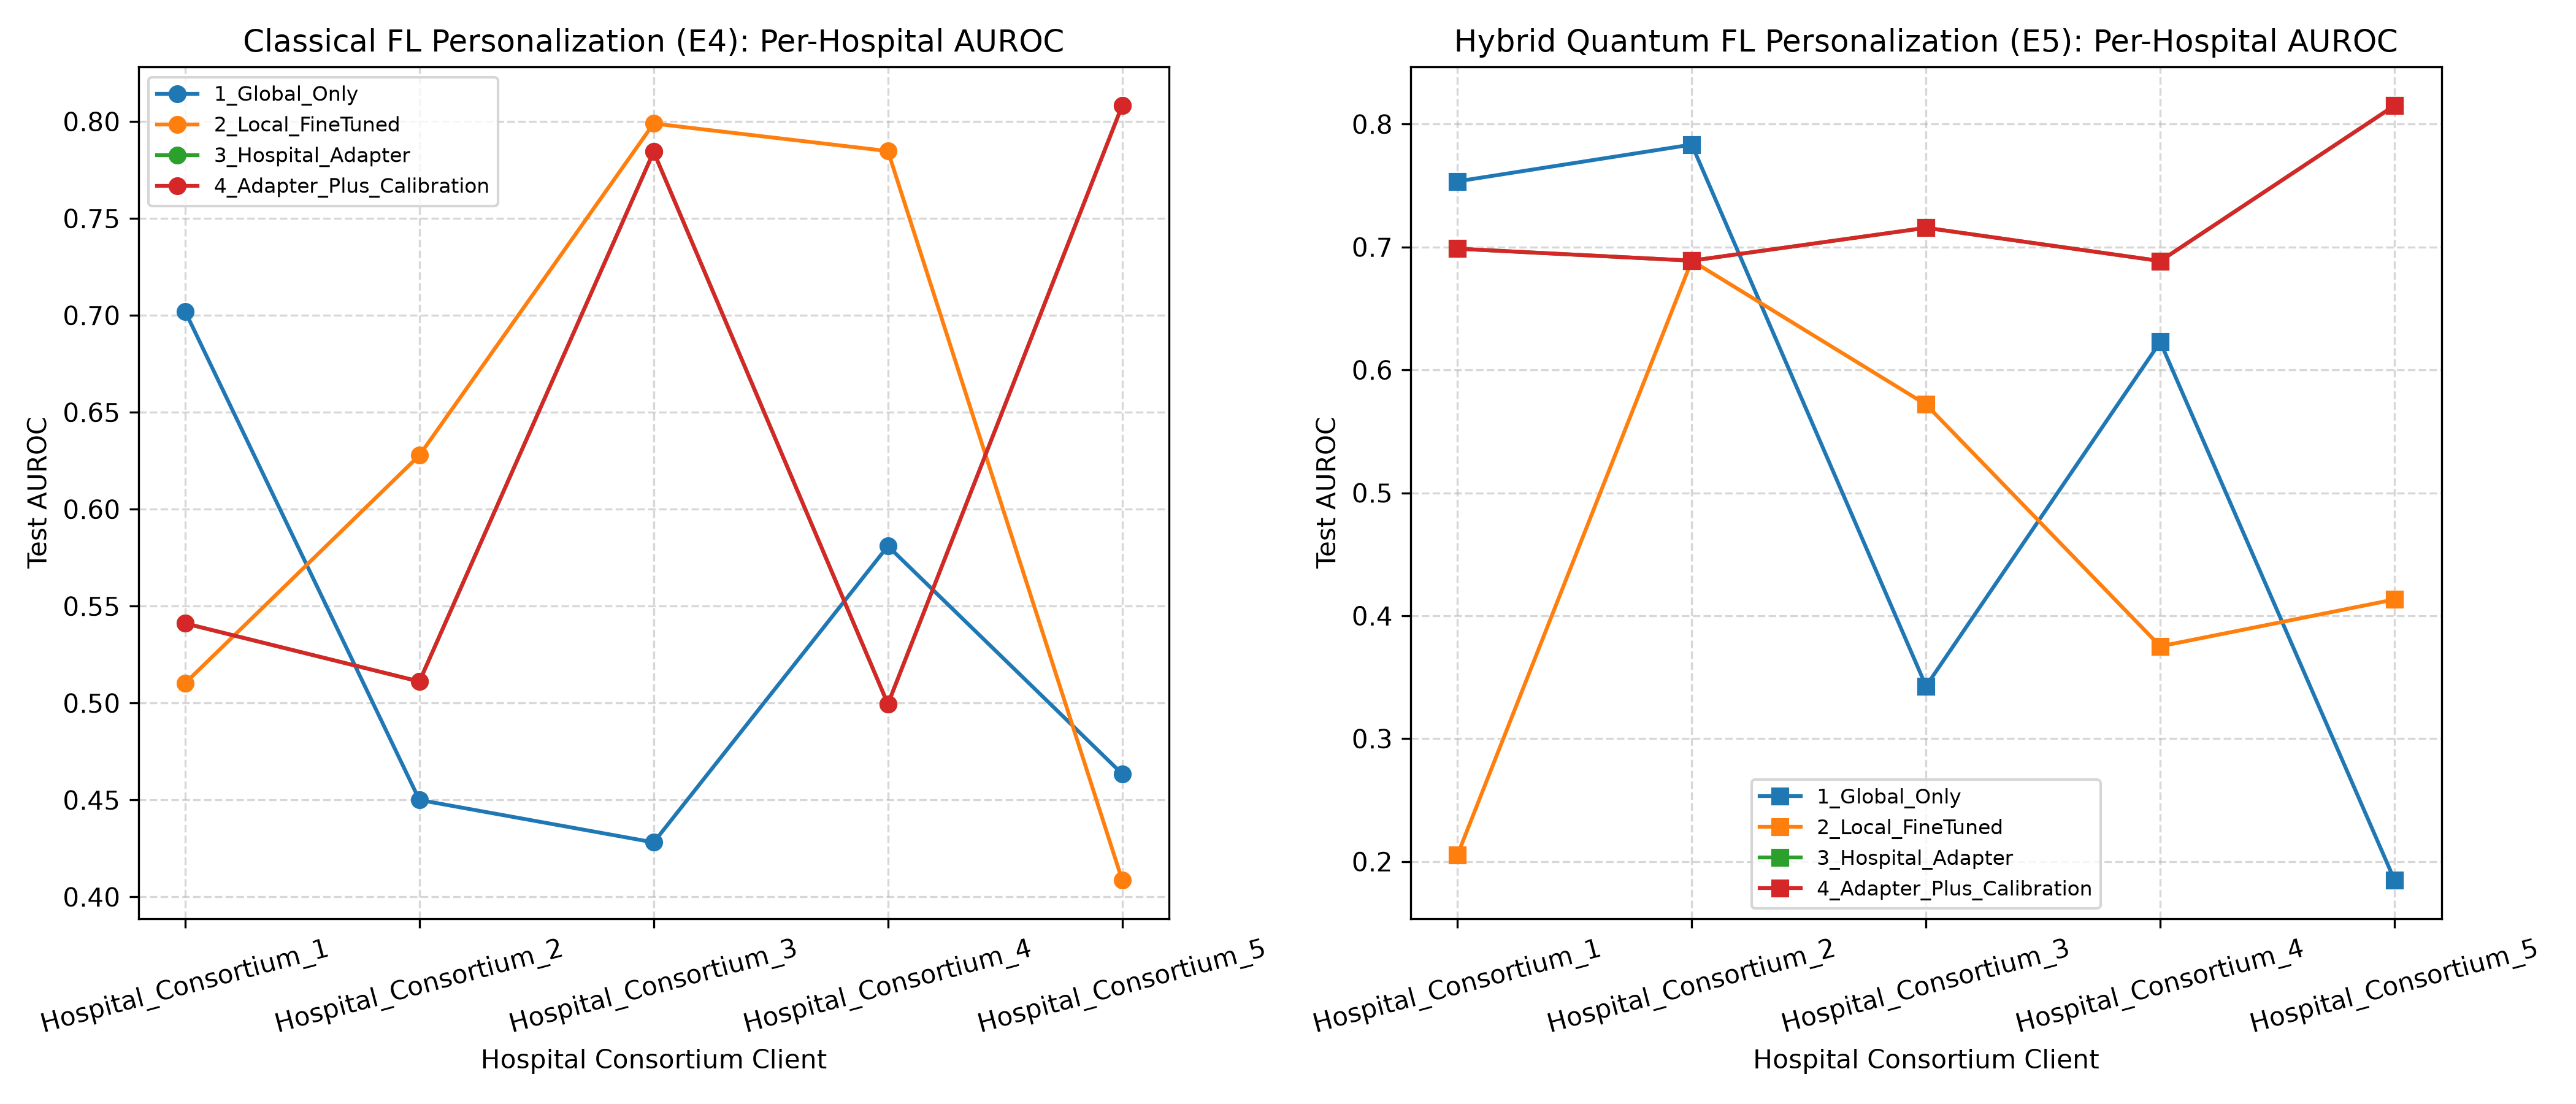 Classical FL Personalization (E4): Per-Hospital AUROC
1_Global_Only
2_Local_FineTuned
3_Hospital_Adapter
4_Adapter_Plus_Calibration
Test AUROC
0.80
0.75
0.70
0.65
0.60
0.55
0.50
0.45
0.40
Hospital_Consortium_1
Hospital_Consortium_2
Hospital_Consortium_3
Hospital_Consortium_4
Hospital_Consortium_5
Hospital Consortium Client
Hybrid Quantum FL Personalization (E5): Per-Hospital AUROC
Test AUROC
0.8
0.7
0.6
0.5
0.4
0.3
0.2
1_Global_Only
2_Local_FineTuned
3_Hospital_Adapter
4_Adapter_Plus_Calibration
Hospital_Consortium_1
Hospital_Consortium_2
Hospital_Consortium_3
Hospital_Consortium_4
Hospital_Consortium_5
Hospital Consortium Client